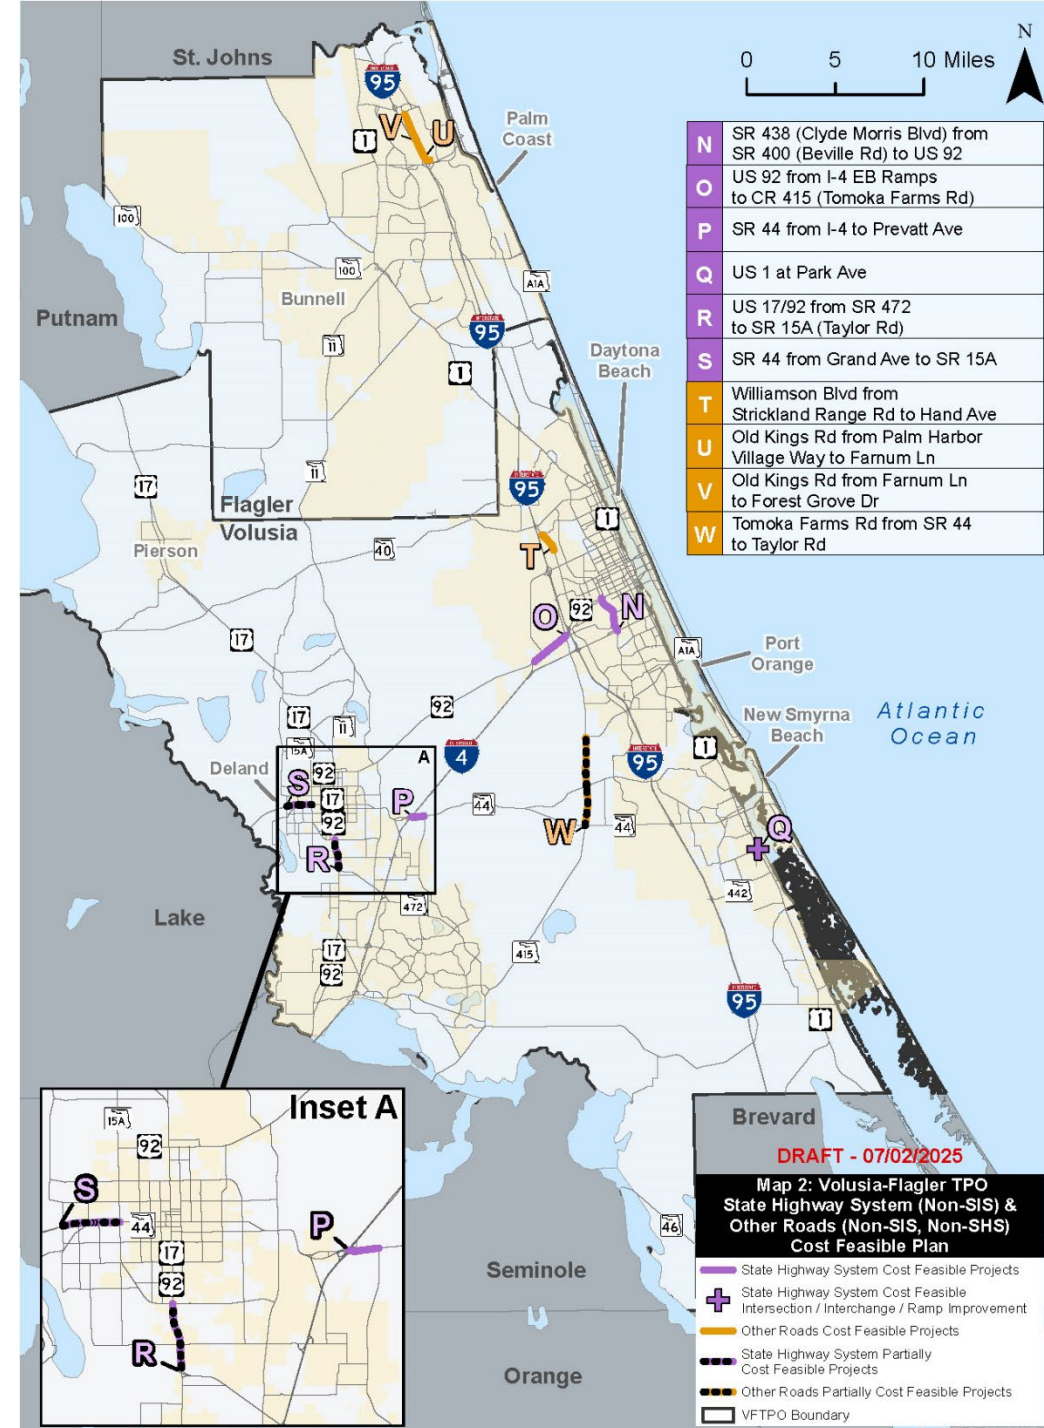 N
0 5 10 Miles
St. Johns
95
V
U
1
Palm
Coast
N SR 438 (Clyde Morris Blvd) from
SR 400 (Beville Rd) to US 92
O US 92 from I-4 EB Ramps
to CR 415 (Tomoka Farms Rd)
P SR 44 from I-4 to Prevatt Ave
Q US 1 at Park Ave
R US 17/92 from SR 472
to SR 15A (Taylor Rd)
S SR 44 from Grand Ave to SR 15A
T Williamson Blvd from
Strickland Range Rd to Hand Ave
U Old Kings Rd from Palm Harbor
Village Way to Farnum Ln
V Old Kings Rd from Farnum Ln
to Forest Grove Dr
W Tomoka Farms Rd from SR 44
to Taylor Rd
100
100
A1A
Bunnell
Putnam
11
95
1
Daytona
Beach
11
17
95
Flagler
Volusia
1
Pierson
40
T
92
N
O
17
A1A
Port
Orange
92
17
11
New Smyrna
Beach
Atlantic
Ocean
15A
A
4
95
1
Deland
92
S
17
P
44
92
W
44
Q
R
442
472
Lake
17
415
92
95
1
Inset A
15A
92
S
44
P
17
92
R
Brevard
DRAFT - 07/02/2025
Map 2: Volusia-Flagler TPO
State Highway System (Non-SIS) &
Other Roads (Non-SIS, Non-SHS)
Cost Feasible Plan
46
Seminole
Orange
State Highway System Cost Feasible Projects
State Highway System Cost Feasible
Intersection / Interchange / Ramp Improvement
Other Roads Cost Feasible Projects
State Highway System Partially
Cost Feasible Projects
Other Roads Partially Cost Feasible Projects
VFTPO Boundary